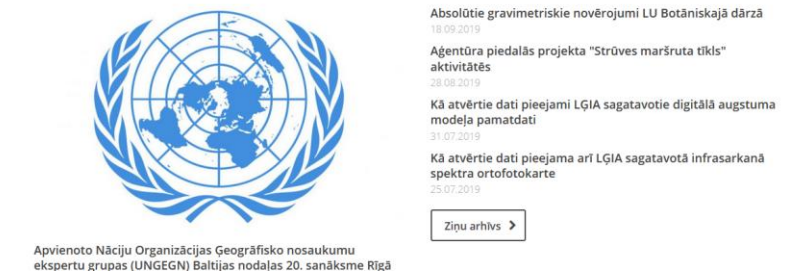 Absolūtie gravimetriskie novērojumi LU Botāniskajā dārzā
18.09.2019
Aģentūra piedalās projekta "Strūves maršruta tīkls"
aktivitātēs
28.08.2019
Kā atvērtie dati pieejami LĢIA sagatavotie digitālā augstuma
modeļa pamatdati
31.07.2019
Kā atvērtie dati pieejama arī LĢIA sagatavotā infrasarkanā
spektra ortofotokarte
25.07.2019
Ziņu arhīvs
Apvienoto Nāciju Organizācijas Ģeogrāfisko nosaukumu
ekspertu grupas (UNGEGN) Baltijas nodaļas 20. sanāksme Rīgā